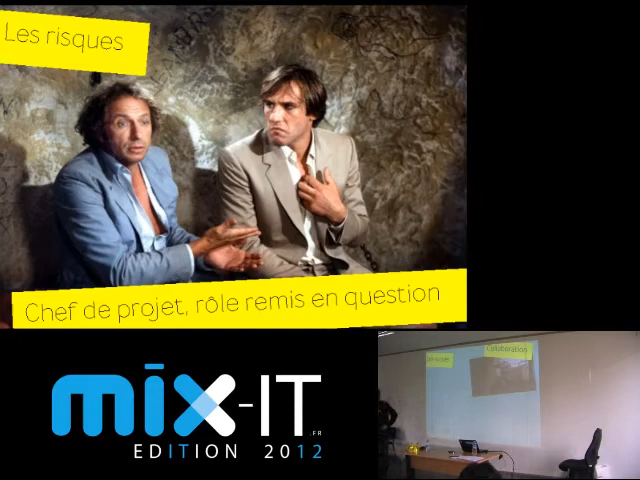 Les risques
Chef de projet, rôle remis en question
mix-IT
.FR
EDITION 2012
Collaboration